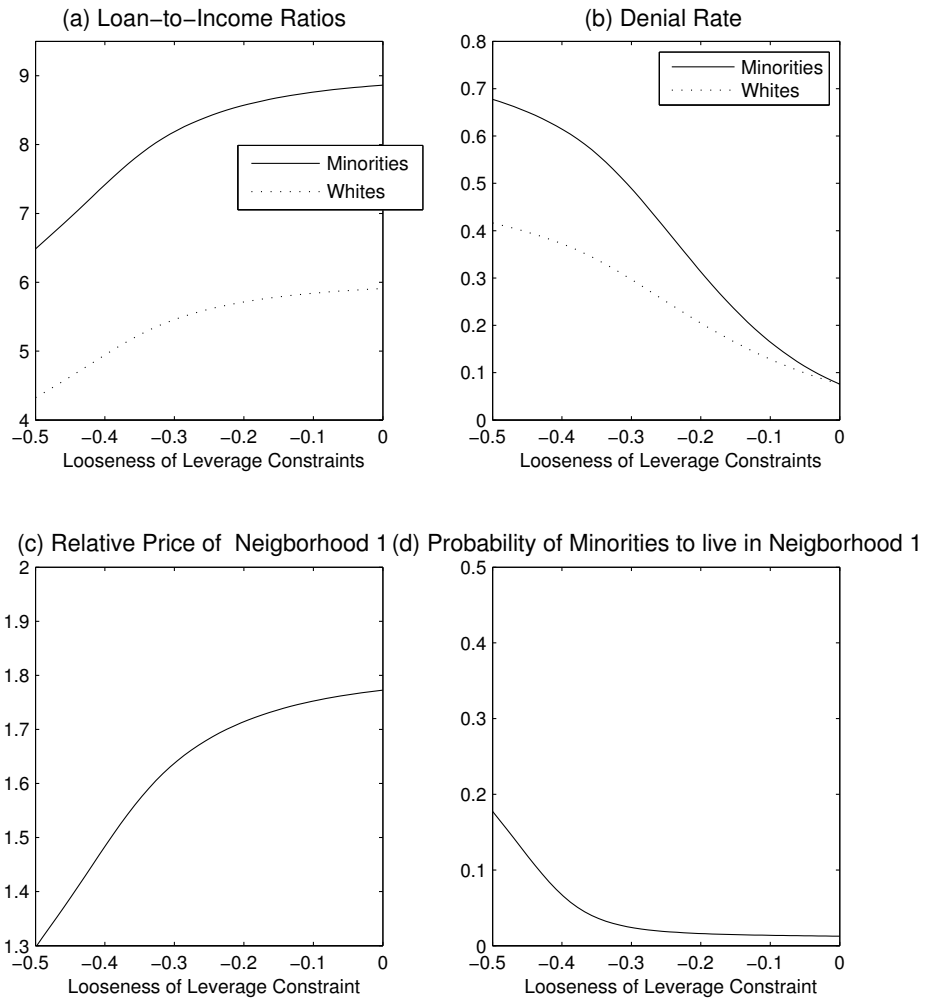 (a) Loan−to−Income Ratios
9
8
7
6
5
4
Minorities
Whites
−0.5 −0.4 −0.3 −0.2 −0.1 0
Looseness of Leverage Constraints
(b) Denial Rate
0.8
0.7
0.6
0.5
0.4
0.3
0.2
0.1
0
Minorities
Whites
−0.5 −0.4 −0.3 −0.2 −0.1 0
Looseness of Leverage Constraints
(c) Relative Price of Neigborhood 1
2
1.9
1.8
1.7
1.6
1.5
1.4
1.3
−0.5 −0.4 −0.3 −0.2 −0.1 0
Looseness of Leverage Constraint
(d) Probability of Minorities to live in Neigborhood 1
0.5
0.4
0.3
0.2
0.1
0
−0.5 −0.4 −0.3 −0.2 −0.1 0
Looseness of Leverage Constraint